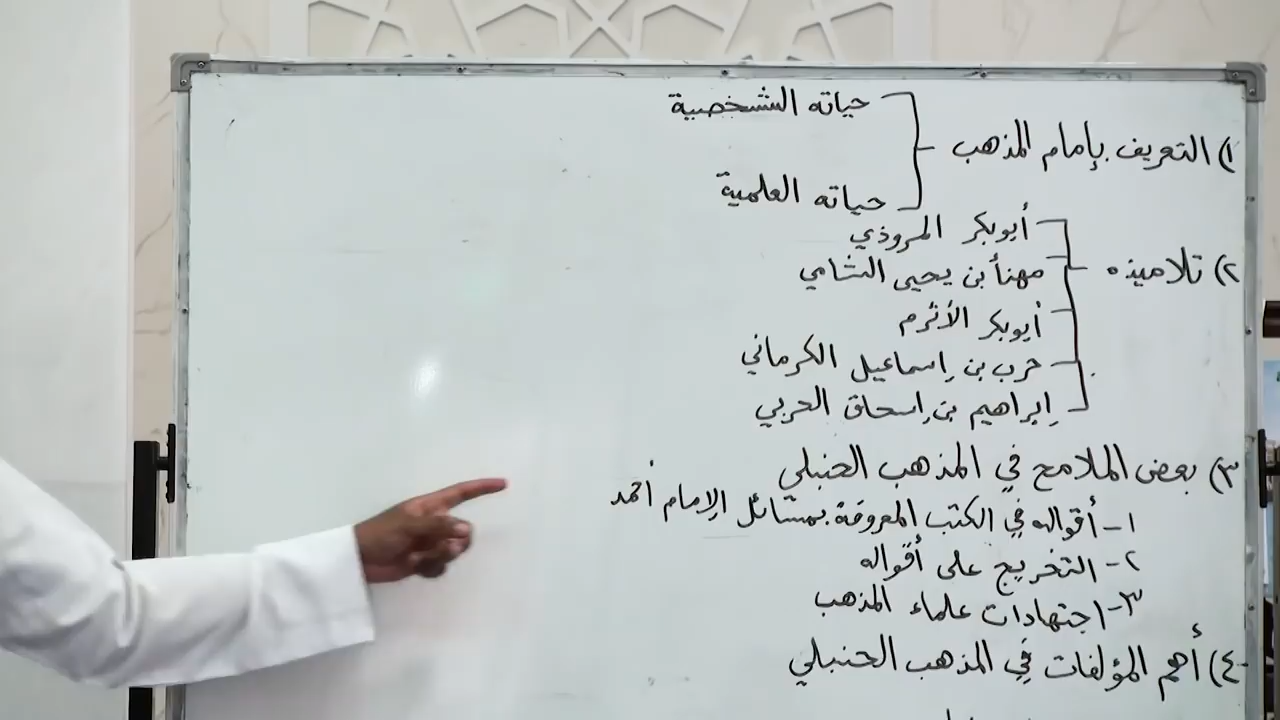 ١) التعريف بإمام المذهب
حياته الشخصية
حياته العلمية
٢) تلاميذه
أبوبكر المروذي
مهنأ بن يحيى الشامي
أبوبكر الأثرم
حرب بن إسماعيل الكرماني
إبراهيم بن إسحاق الحربي
٣) بعض الملامح في المذهب الحنبلي
١- أقواله في الكتب المعروفة بمسائل الإمام أحمد
٢- التخريج على أقواله
٣- اجتهادات علماء المذهب
٤) أهم المؤلفات في المذهب الحنبلي